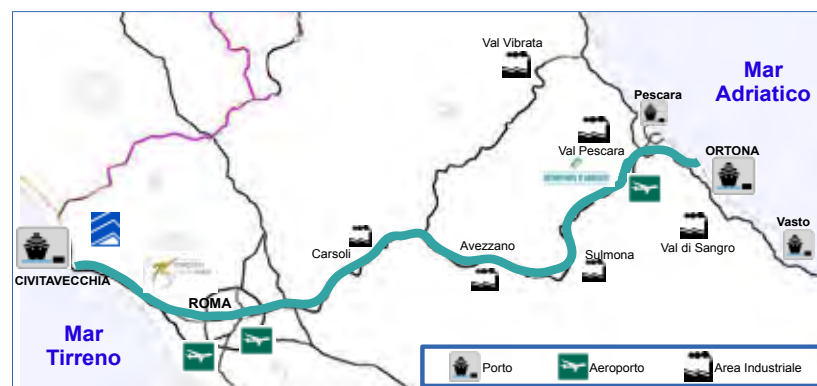 Val Vibrata
Mar
Adriatico
Pescara
Val Pescara
ORTONA
Vasto
Val di Sangro
Carsoli
Avezzano
Sulmona
CIVITAVECCHIA
ROMA
Mar
Tirreno
Porto
Aeroporto
Area Industriale